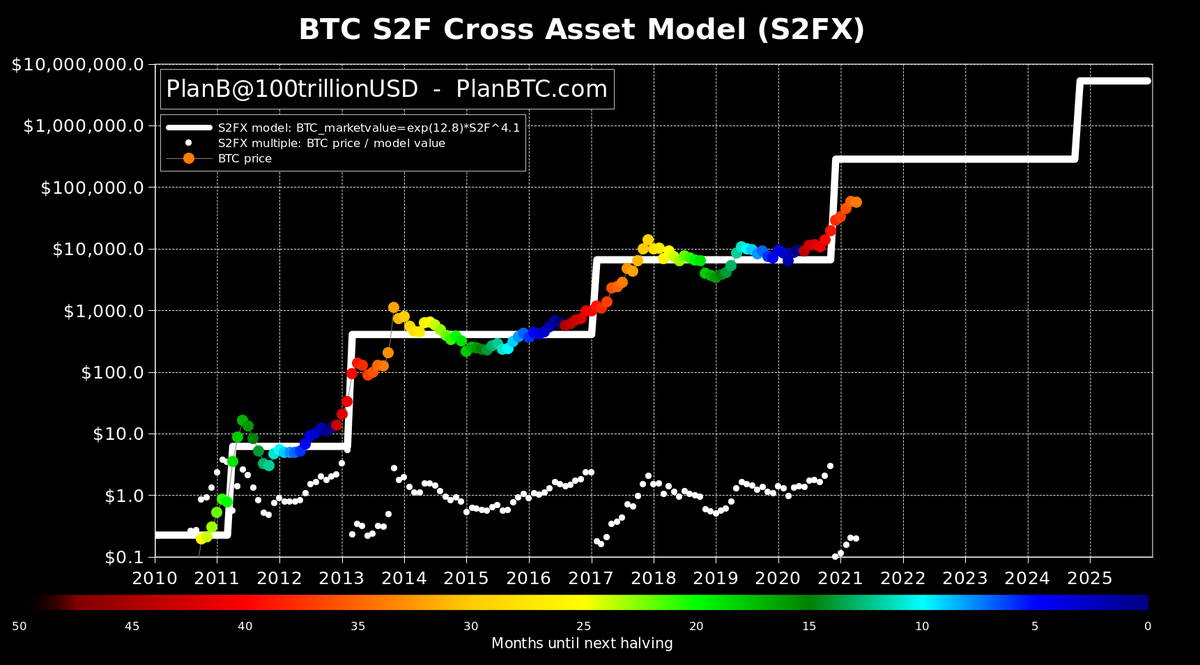 BTC S2F Cross Asset Model (S2FX)
PlanB@100trillionUSD - PlanBTC.com
S2FX model: BTC_marketvalue=exp(12.8)*S2F^4.1
S2FX multiple: BTC price / model value
BTC price
$10,000,000.0
$1,000,000.0
$100,000.0
$10,000.0
$1,000.0
$100.0
$10.0
$1.0
$0.1
2010 2011 2012 2013 2014 2015 2016 2017 2018 2019 2020 2021 2022 2023 2024 2025
50 45 40 35 30 25 20 15 10 5 0
Months until next halving